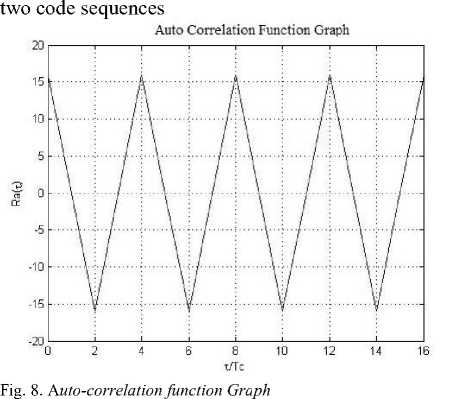 two code sequences
Auto Correlation Function Graph
20
15
10
5
0
-5
-10
-15
-20
Ra(τ)
0 2 4 6 8 10 12 14 16
τ/Tc
Fig. 8. Auto-correlation function Graph